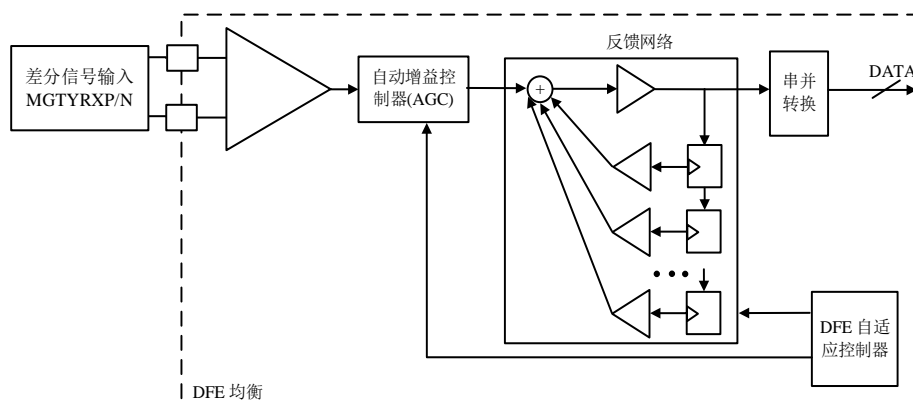 反馈网络
差分信号输入
MGTYRXP/N
自动增益控
制器(AGC)
+
串并
转换
DATA
DFE 自适
应控制器
DFE 均衡